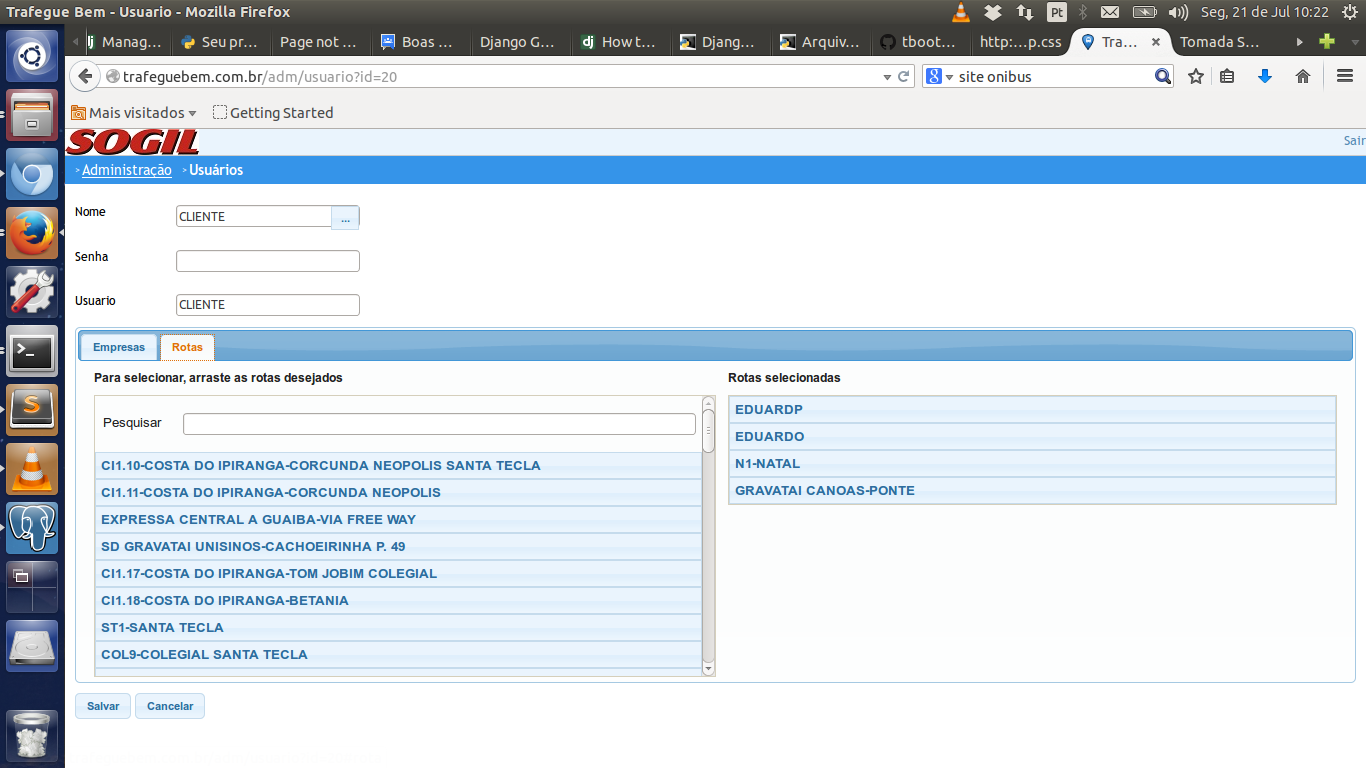 Trafegue Bem - Usuario - Mozilla Firefox
Pt
Seg, 21 de Jul 10:22
Manag...
Seu pr...
Page not ...
Boas ...
Django G...
How t...
Djang...
Arquiv...
tboot...
http:...p.css
Tra...
Tomada S...
trafeguebem.com.br/adm/usuario?id=20
site onibus
Mais visitados
Getting Started
SOGIL
Sair
Administração
Usuários
Nome
CLIENTE
...
Senha
Usuario
CLIENTE
Empresas
Rotas
Para selecionar, arraste as rotas desejados
Pesquisar
CI1.10-COSTA DO IPIRANGA-CORCUNDA NEOPOLIS SANTA TECLA
CI1.11-COSTA DO IPIRANGA-CORCUNDA NEOPOLIS
EXPRESSA CENTRAL A GUAIBA-VIA FREE WAY
SD GRAVATAI UNISINOS-CACHOEIRINHA P. 49
CI1.17-COSTA DO IPIRANGA-TOM JOBIM COLEGIAL
CI1.18-COSTA DO IPIRANGA-BETANIA
ST1-SANTA TECLA
COL9-COLEGIAL SANTA TECLA
Rotas selecionadas
EDUARDP
EDUARDO
N1-NATAL
GRAVATAI CANOAS-PONTE
Salvar
Cancelar